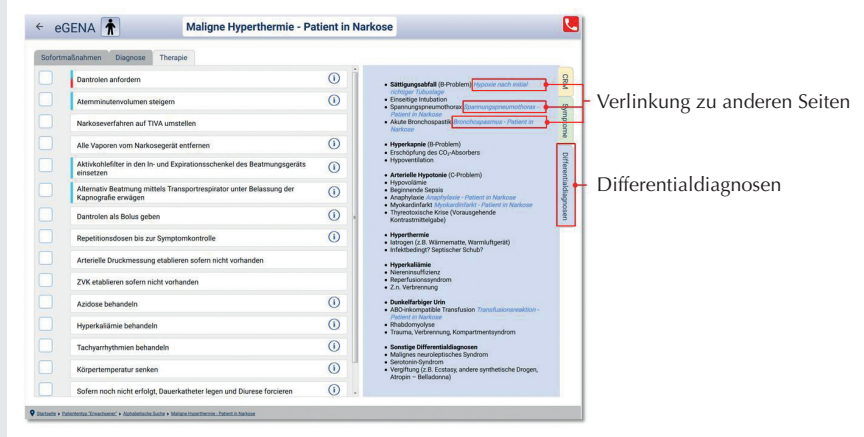 ← eGENA
Maligne Hyperthermie - Patient in Narkose
Sofortmaßnahmen Diagnose Therapie
Dantrolen anfordern
Atemminutenvolumen steigern
Narkoseverfahren auf TIVA umstellen
Alle Vaporen vom Narkosegerät entfernen
Aktivkohlefilter in den In- und Expirationsschenkel des Beatmungsgeräts
einsetzen
Alternativ Beatmung mittels Transportrespirator unter Belassung der
Kapnografie erwägen
Dantrolen als Bolus geben
Repetitionsdosen bis zur Symptomkontrolle
Arterielle Druckmessung etablieren sofern nicht vorhanden
ZVK etablieren sofern nicht vorhanden
Azidose behandeln
Hyperkaliämie behandeln
Tachyarrhythmien behandeln
Körpertemperatur senken
Sofern noch nicht erfolgt, Dauerkatheter legen und Diurese forcieren
• Sättigungsabfall (B-Problem) Hypoxie nach initial
richtiger Tubuslage
• Einseitige Intubation
• Spannungspneumothorax Spannungspneumothorax -
Patient in Narkose
• Akute Bronchospastik Bronchospasmus - Patient in
Narkose
• Hyperkapnie (B-Problem)
• Erschöpfung des CO₂-Absorbers
• Hypoventilation
• Arterielle Hypotonie (C-Problem)
• Hypovolämie
• Beginnende Sepsis
• Anaphylaxie Anaphylaxie - Patient in Narkose
• Myokardinfarkt Myokardinfarkt - Patient in Narkose
• Thyreotoxische Krise (Vorausgehende
Kontrastmittelgabe)
• Hyperthermie
• Iatrogen (z.B. Wärmematte, Warmluftgerät)
• Infektbedingt? Septischer Schub?
• Hyperkaliämie
• Niereninsuffizienz
• Reperfusionssyndrom
• Z.n. Verbrennung
• Dunkelfarbiger Urin
• AB0-inkompatible Transfusion Transfusionsreaktion -
Patient in Narkose
• Rhabdomyolyse
• Trauma, Verbrennung, Kompartmentsyndrom
• Sonstige Differentialdiagnosen
• Malignes neuroleptisches Syndrom
• Serotonin-Syndrom
• Vergiftung (z.B. Ecstasy, andere synthetische Drogen,
Atropin – Belladonna)
CRM
Symptome
Differentialdiagnosen
Verlinkung zu anderen Seiten
Differentialdiagnosen
Startseite ▸ Patiententyp "Erwachsener" ▸ Alphabetische Suche ▸ Maligne Hyperthermie - Patient in Narkose